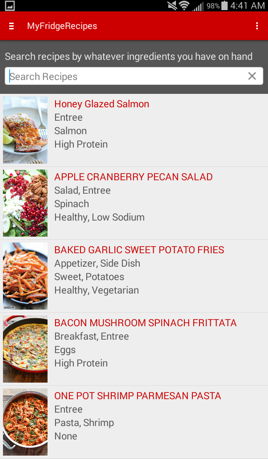 98% 4:41 AM
MyFridgeRecipes
Search recipes by whatever ingredients you have on hand
Search Recipes
Honey Glazed Salmon
Entree
Salmon
High Protein
APPLE CRANBERRY PECAN SALAD
Salad, Entree
Spinach
Healthy, Low Sodium
BAKED GARLIC SWEET POTATO FRIES
Appetizer, Side Dish
Sweet, Potatoes
Healthy, Vegetarian
BACON MUSHROOM SPINACH FRITTATA
Breakfast, Entree
Eggs
High Protein
ONE POT SHRIMP PARMESAN PASTA
Entree
Pasta, Shrimp
None